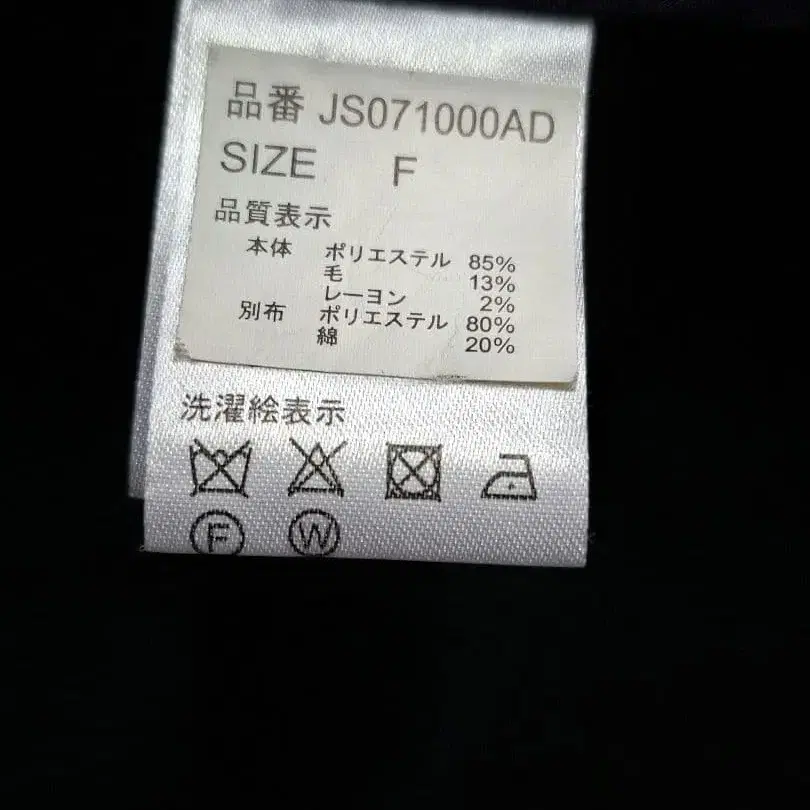 品番 JS071000AD
SIZE F
品質表示
本体 ポリエステル 85%
毛 13%
レーヨン 2%
別布 ポリエステル 80%
綿 20%
洗濯絵表示
F W